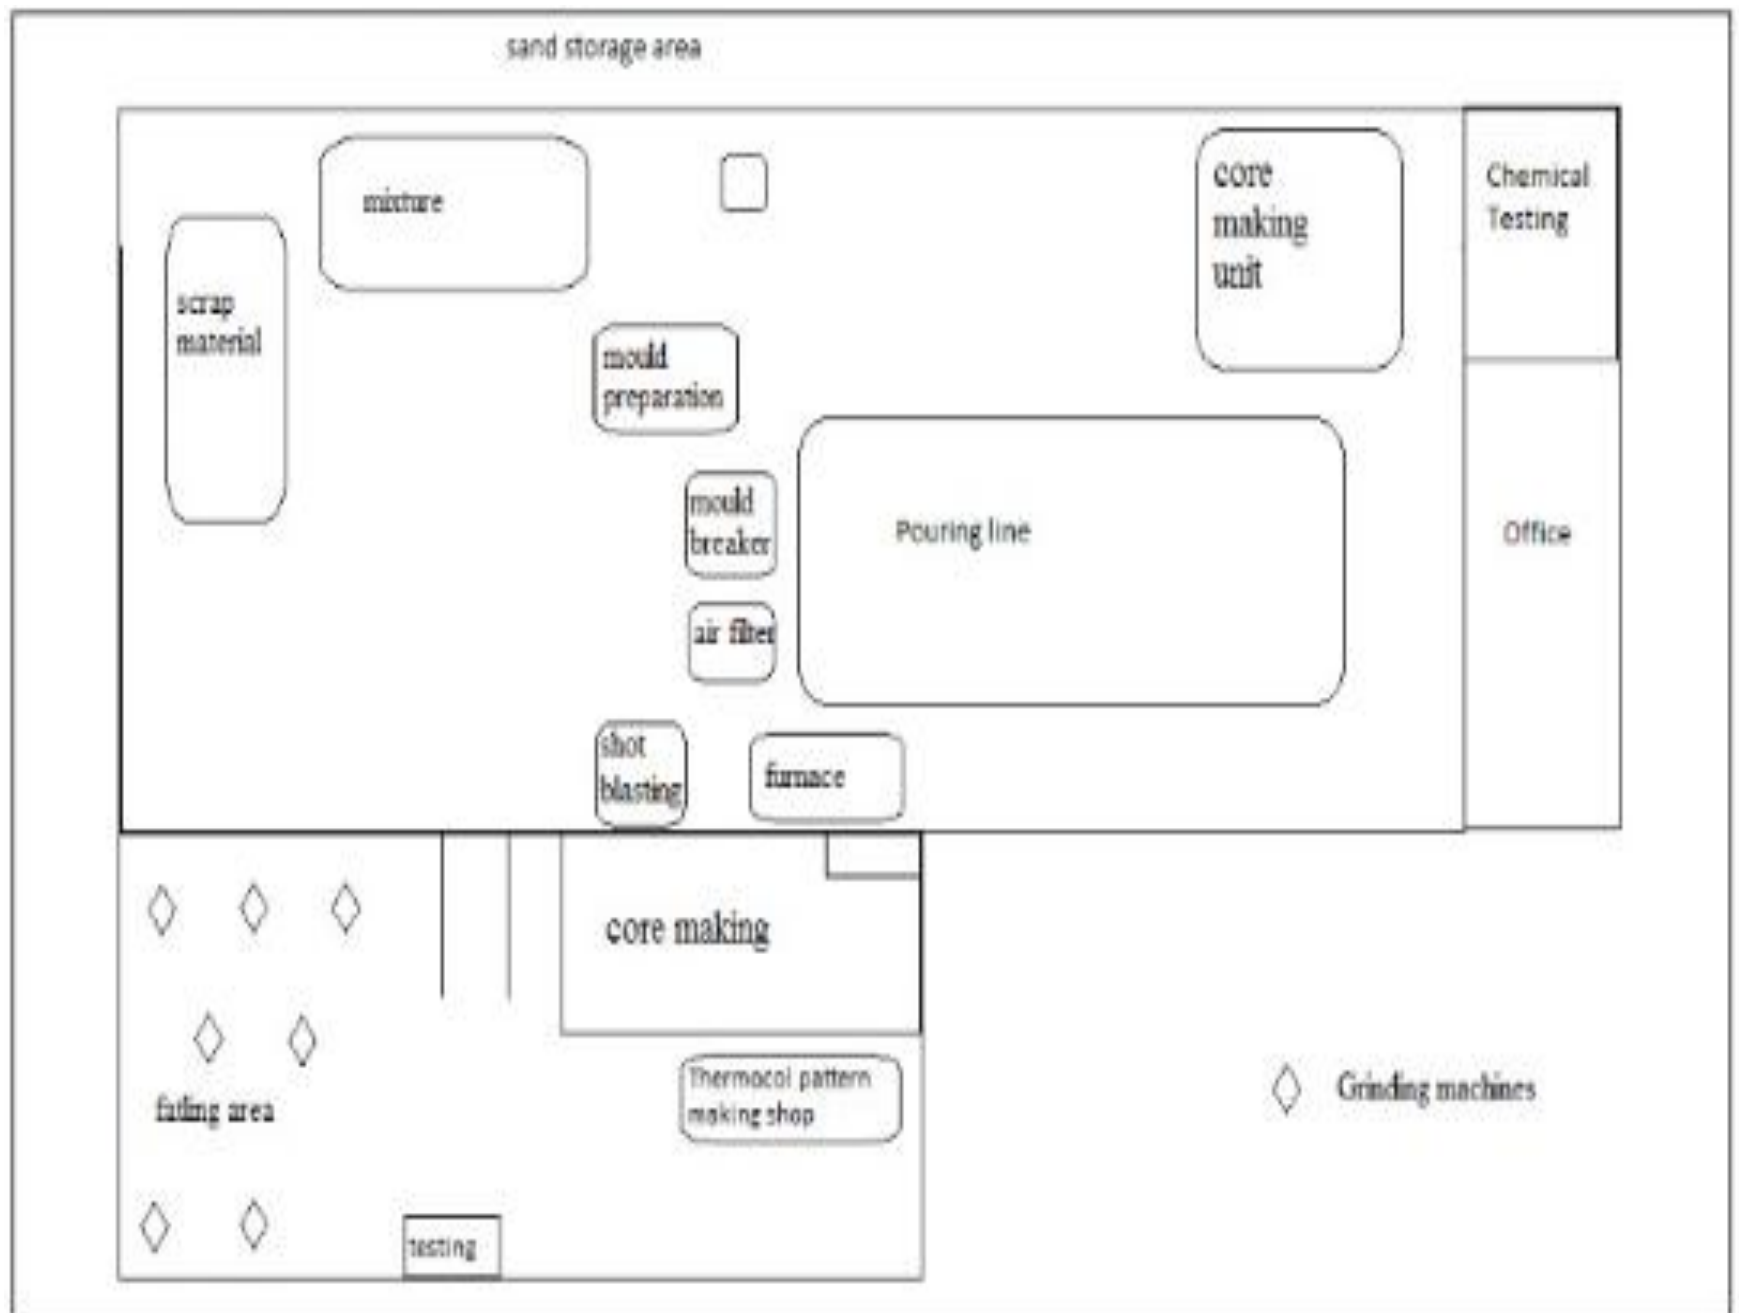 sand storage area
mixture
core
making
unit
Chemical
Testing
scrap
material
mould
preparation
mould
breaker
Pouring line
Office
air filter
shot
blasting
furnace
core making
Thermocol pattern
making shop
fatling area
Grinding machines
testing